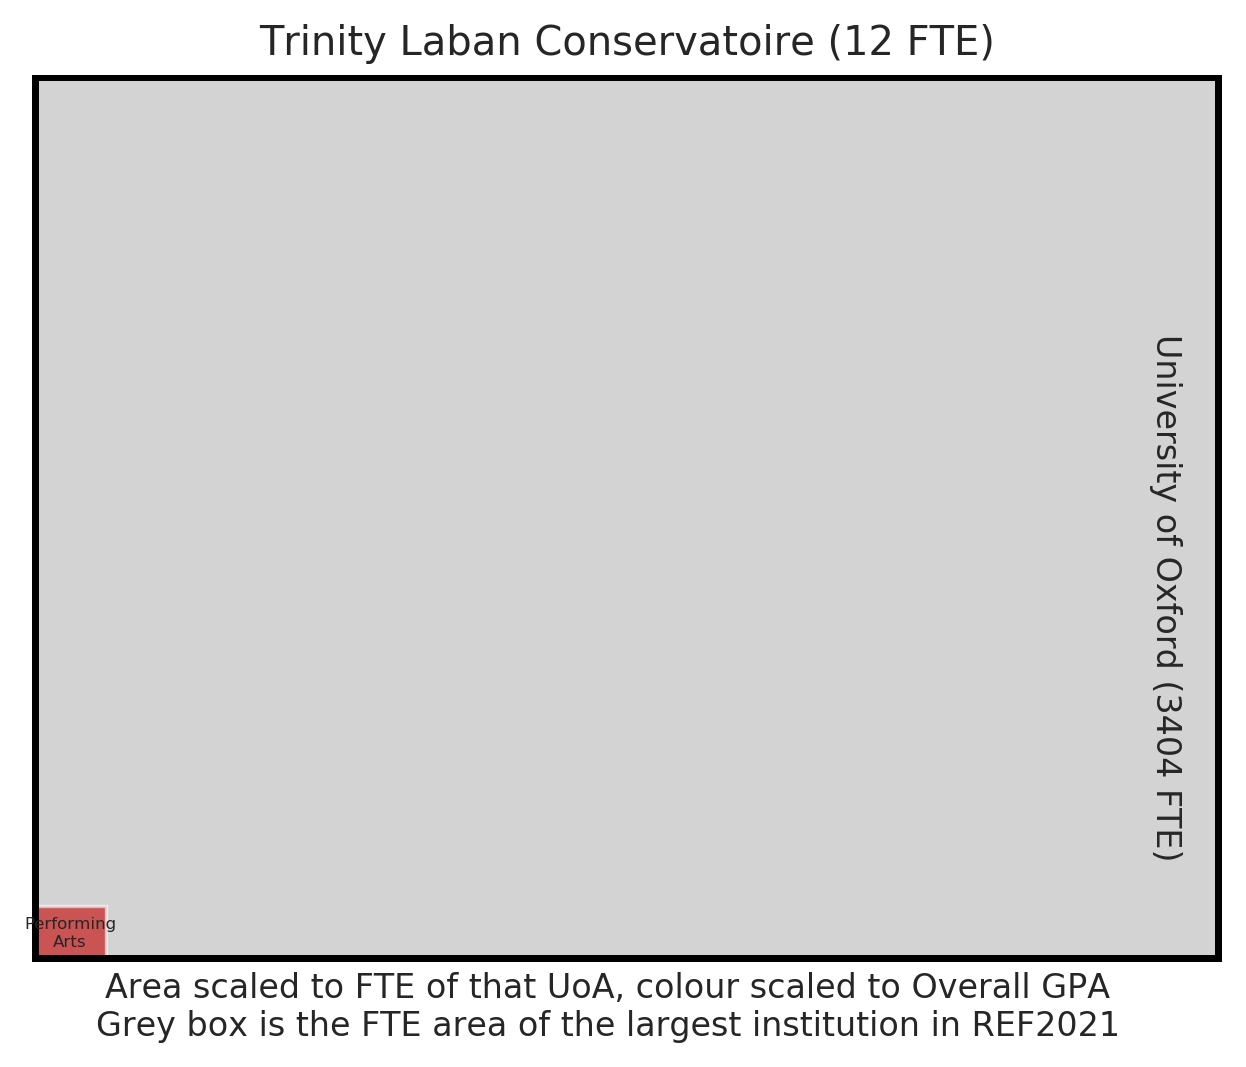 Trinity Laban Conservatoire (12 FTE)
University of Oxford (3404 FTE)
Performing
Arts
Area scaled to FTE of that UoA, colour scaled to Overall GPA
Grey box is the FTE area of the largest institution in REF2021